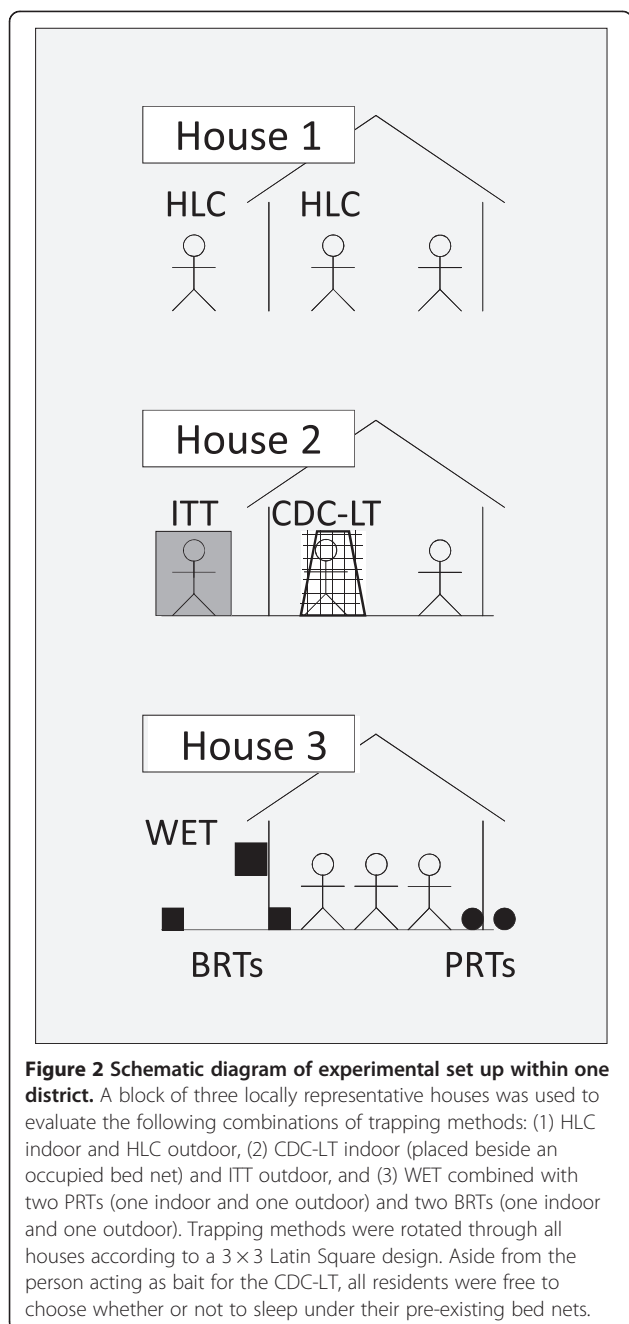 House 1
HLC HLC
House 2
ITT CDC-LT
House 3
WET
BRTs PRTs
Figure 2 Schematic diagram of experimental set up within one
district. A block of three locally representative houses was used to
evaluate the following combinations of trapping methods: (1) HLC
indoor and HLC outdoor, (2) CDC-LT indoor (placed beside an
occupied bed net) and ITT outdoor, and (3) WET combined with
two PRTs (one indoor and one outdoor) and two BRTs (one indoor
and one outdoor). Trapping methods were rotated through all
houses according to a 3 × 3 Latin Square design. Aside from the
person acting as bait for the CDC-LT, all residents were free to
choose whether or not to sleep under their pre-existing bed nets.